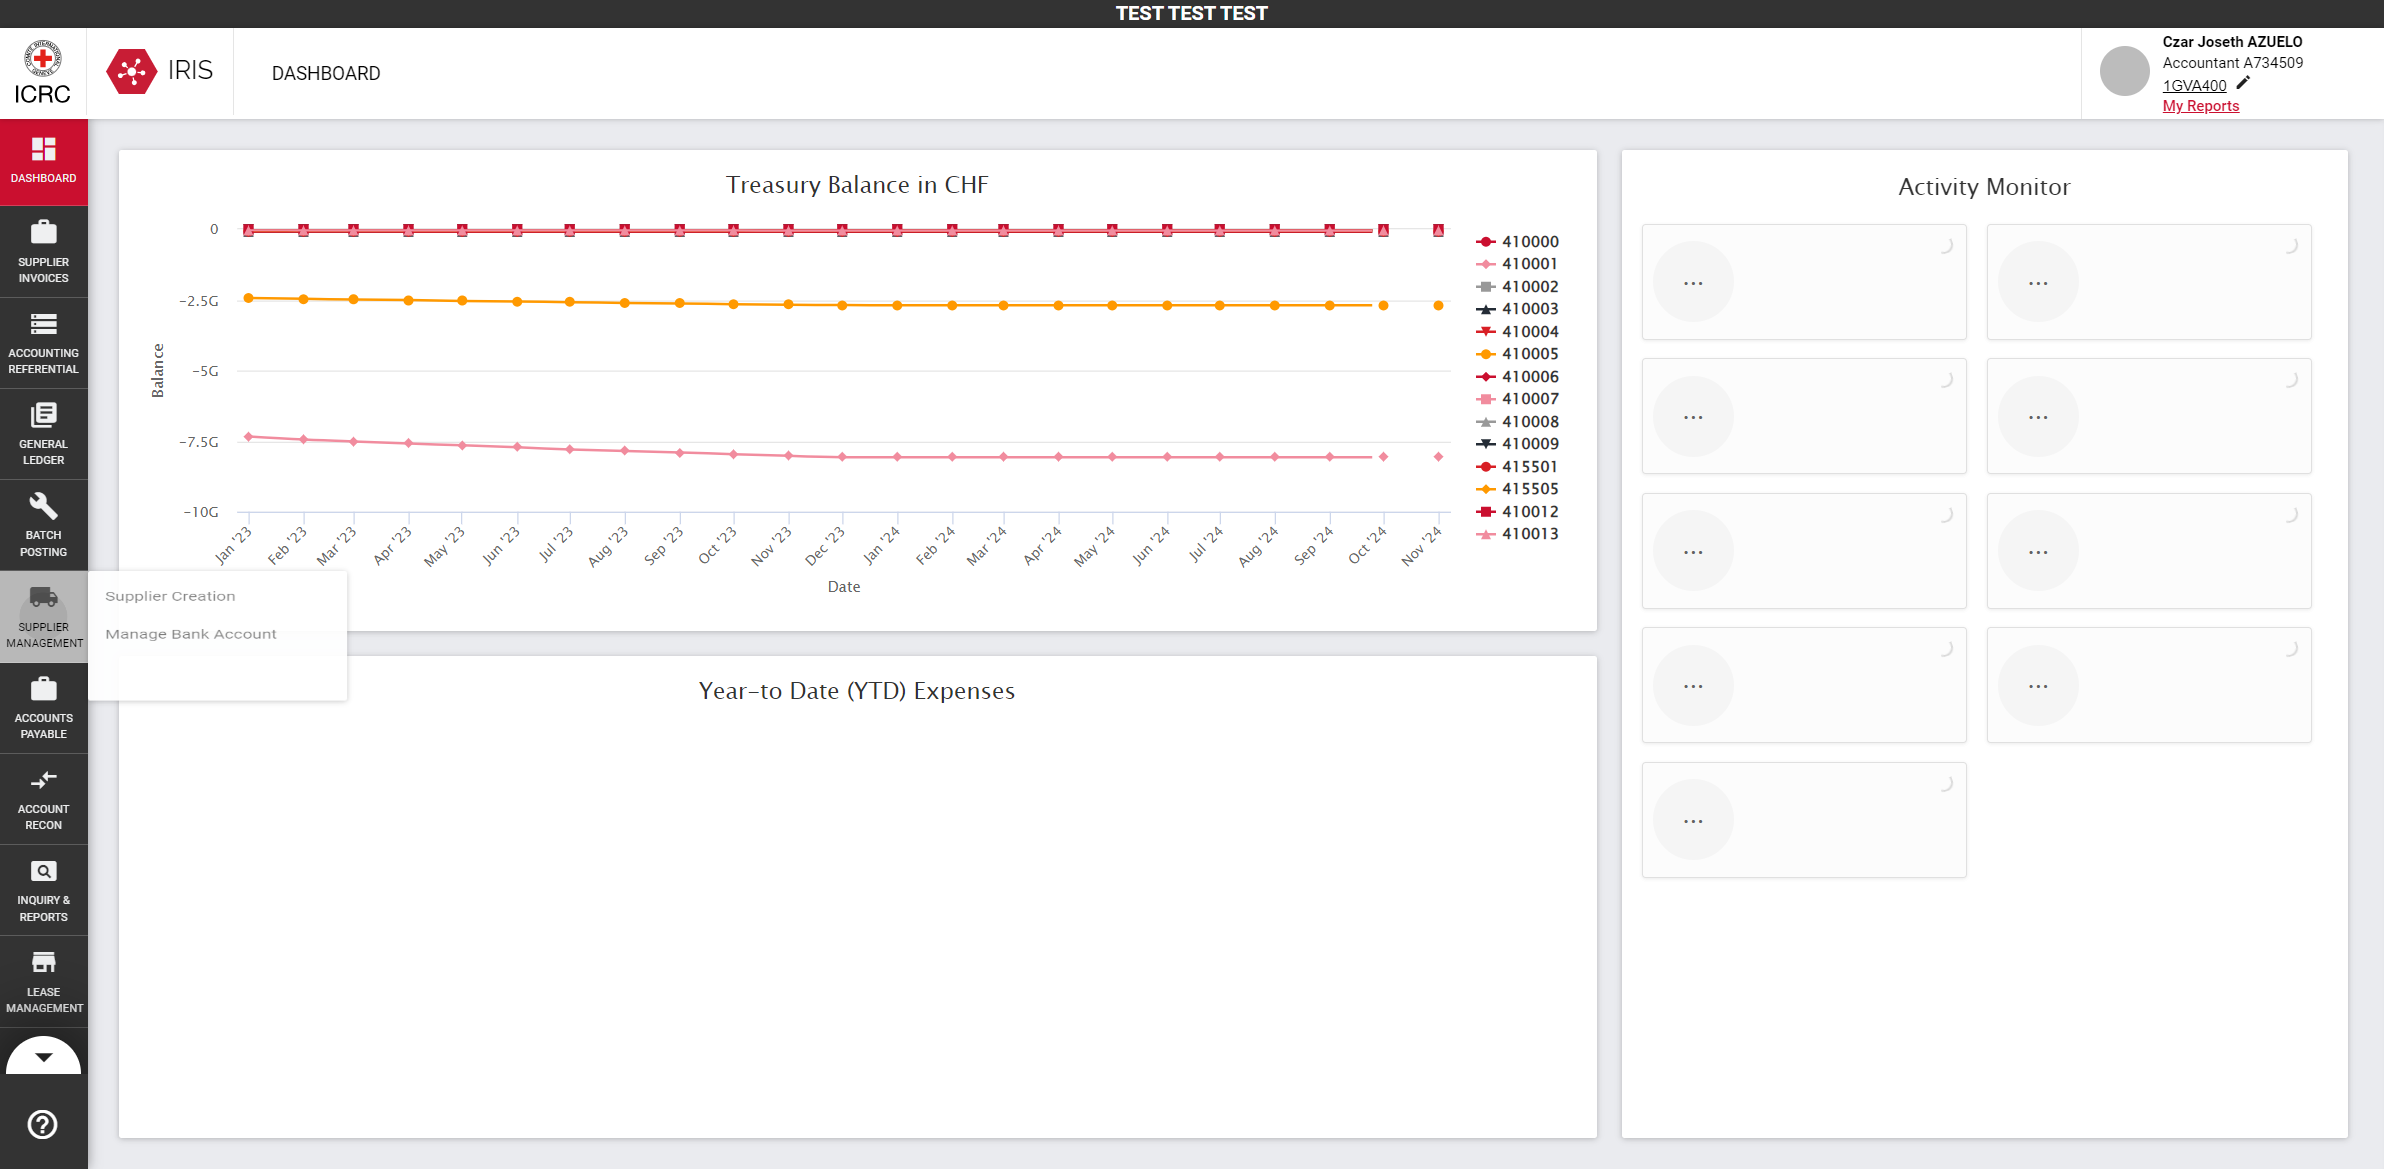 TEST TEST TEST
ICRC
IRIS
DASHBOARD
Czar Joseth AZUELO
Accountant A734509
1GVA400
My Reports
DASHBOARD
SUPPLIER
INVOICES
ACCOUNTING
REFERENTIAL
GENERAL
LEDGER
BATCH
POSTING
SUPPLIER
MANAGEMENT
Supplier Creation
Manage Bank Account
ACCOUNTS
PAYABLE
ACCOUNT
RECON
INQUIRY &
REPORTS
LEASE
MANAGEMENT
Treasury Balance in CHF
Balance
0
-2.5G
-5G
-7.5G
-10G
Jan '23
Feb '23
Mar '23
Apr '23
May '23
Jun '23
Jul '23
Aug '23
Sep '23
Oct '23
Nov '23
Dec '23
Jan '24
Feb '24
Mar '24
Apr '24
May '24
Jun '24
Jul '24
Aug '24
Sep '24
Oct '24
Nov '24
Date
410000
410001
410002
410003
410004
410005
410006
410007
410008
410009
415501
415505
410012
410013
Year-to Date (YTD) Expenses
Activity Monitor
... ...
... ...
... ...
... ...
...